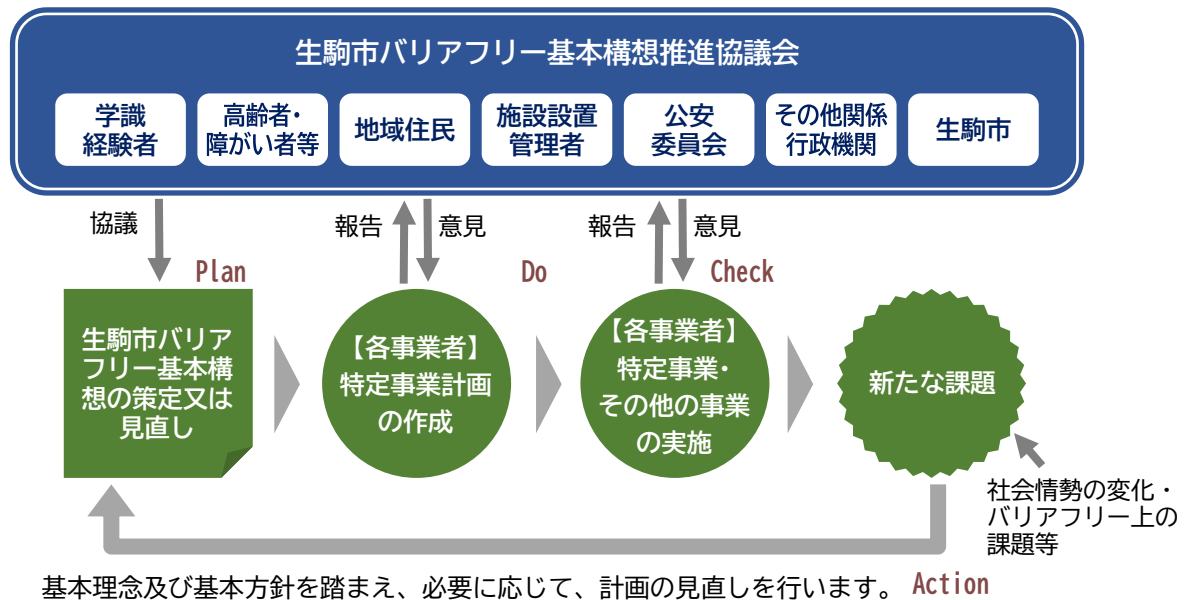 生駒市バリアフリー基本構想推進協議会
学識
経験者
高齢者・
障がい者等
地域住民
施設設置
管理者
公安
委員会
その他関係
行政機関
生駒市
協議
報告
意見
報告
意見
Plan
Do
Check
生駒市バリア
フリー基本構
想の策定又は
見直し
【各事業者】
特定事業計画
の作成
【各事業者】
特定事業・
その他の事業
の実施
新たな課題
社会情勢の変化・
バリアフリー上の
課題等
基本理念及び基本方針を踏まえ、必要に応じて、計画の見直しを行います。 Action